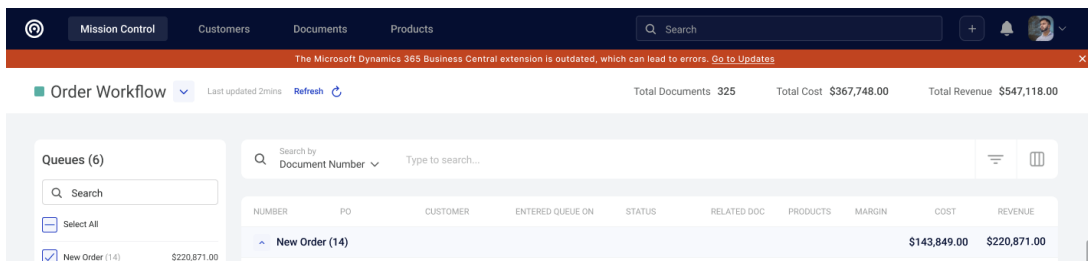 Mission Control Customers Documents Products Search
The Microsoft Dynamics 365 Business Central extension is outdated, which can lead to errors. Go to Updates
Order Workflow Last updated 2mins Refresh Total Documents 325 Total Cost $367,748.00 Total Revenue $547,118.00
Queues (6)
Search
Select All
New Order (14) $220,871.00
Search by
Document Number Type to search...
NUMBER PO CUSTOMER ENTERED QUEUE ON STATUS RELATED DOC PRODUCTS MARGIN COST REVENUE
New Order (14) $143,849.00 $220,871.00